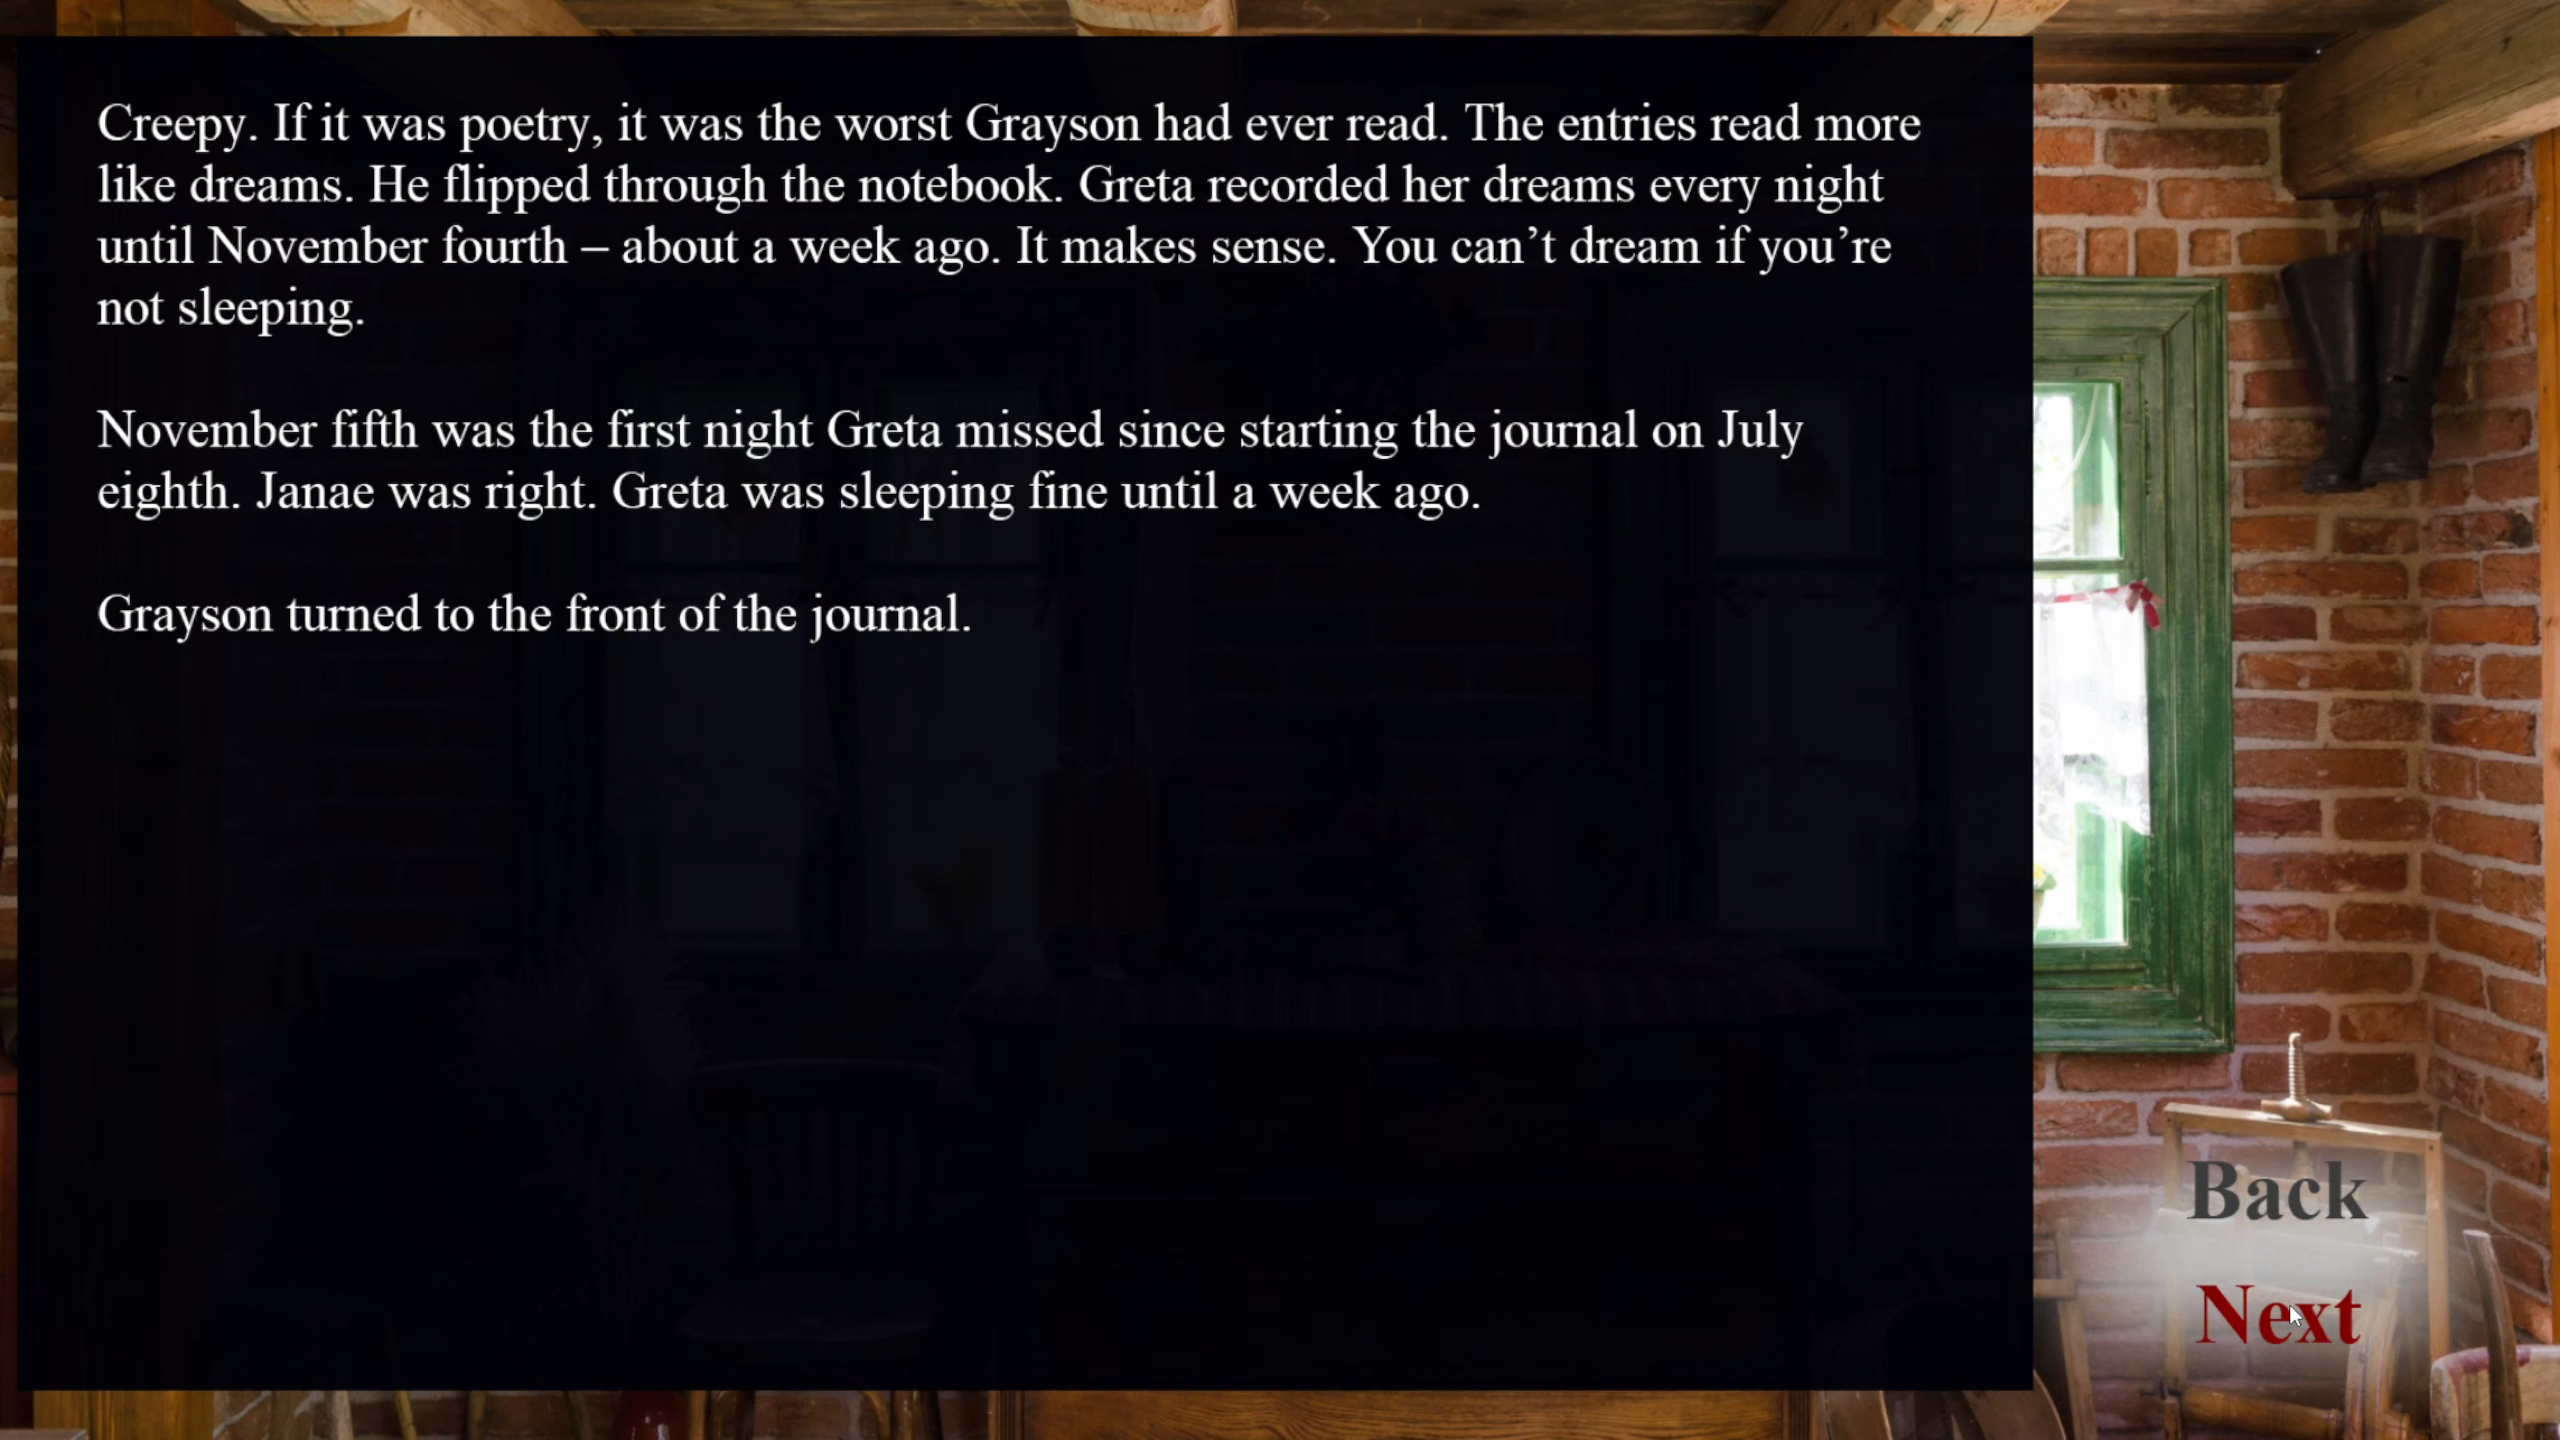 Creepy. If it was poetry, it was the worst Grayson had ever read. The entries read more
like dreams. He flipped through the notebook. Greta recorded her dreams every night
until November fourth – about a week ago. It makes sense. You can’t dream if you’re
not sleeping.
November fifth was the first night Greta missed since starting the journal on July
eighth. Janae was right. Greta was sleeping fine until a week ago.
Grayson turned to the front of the journal.
Back
Next